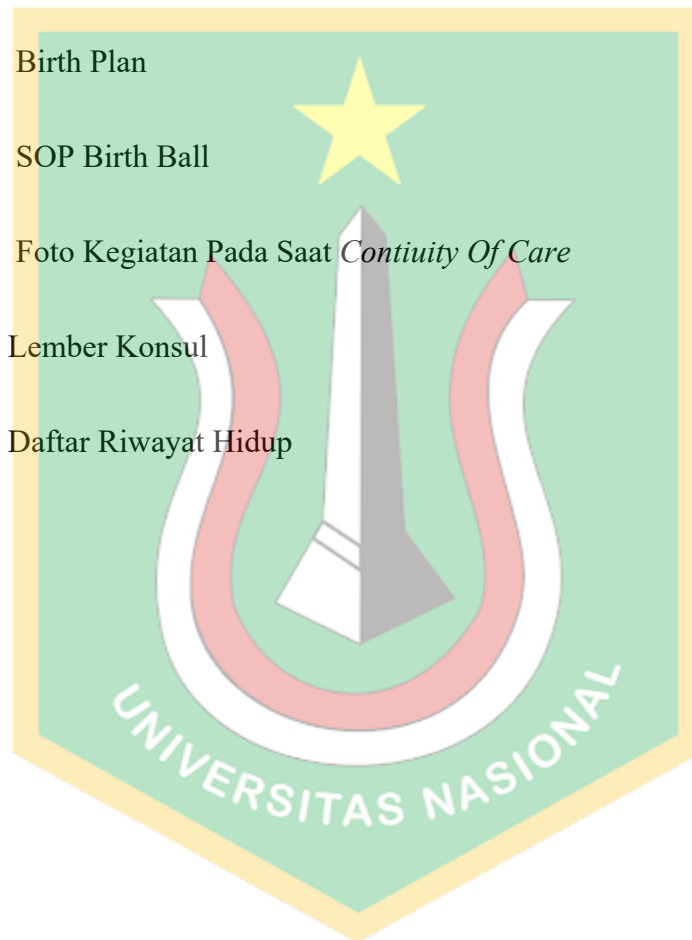 Birth Plan
SOP Birth Ball
Foto Kegiatan Pada Saat Contiuity Of Care
Lember Konsul
Daftar Riwayat Hidup
UNIVERSITAS NASIONAL